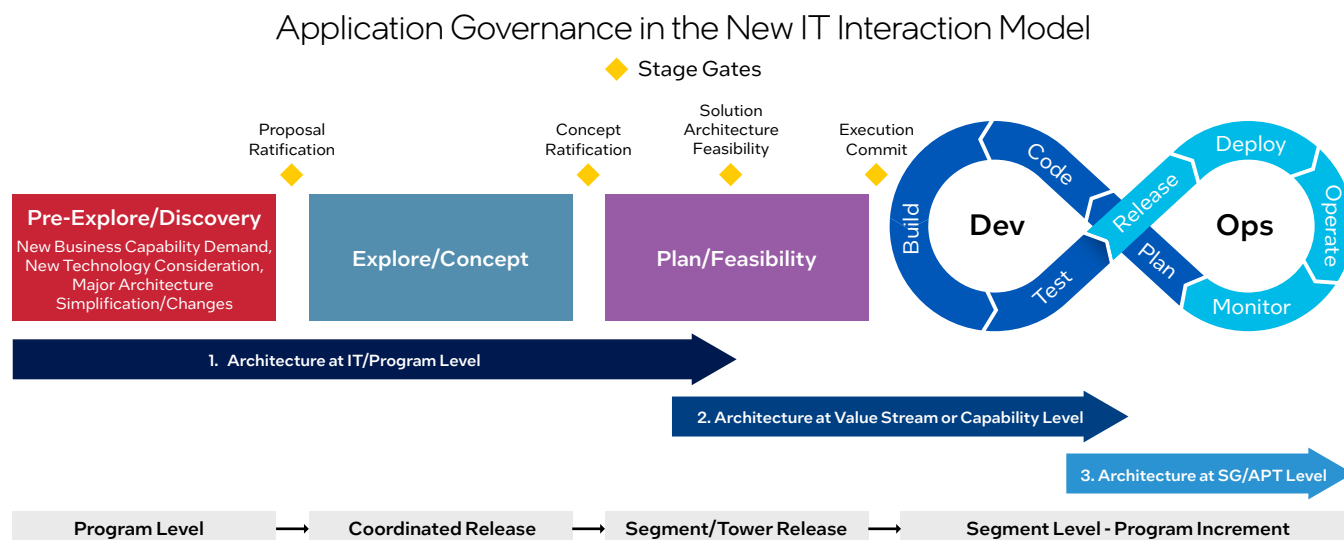 Application Governance in the New IT Interaction Model
Stage Gates
Proposal
Ratification
Concept
Ratification
Solution
Architecture
Feasibility
Execution
Commit
Pre-Explore/Discovery
New Business Capability Demand,
New Technology Consideration,
Major Architecture
Simplification/Changes
Explore/Concept
Plan/Feasibility
Dev
Ops
Build
Code
Test
Plan
Release
Deploy
Operate
Monitor
1. Architecture at IT/Program Level
2. Architecture at Value Stream or Capability Level
3. Architecture at SG/APT Level
Program Level
Coordinated Release
Segment/Tower Release
Segment Level - Program Increment